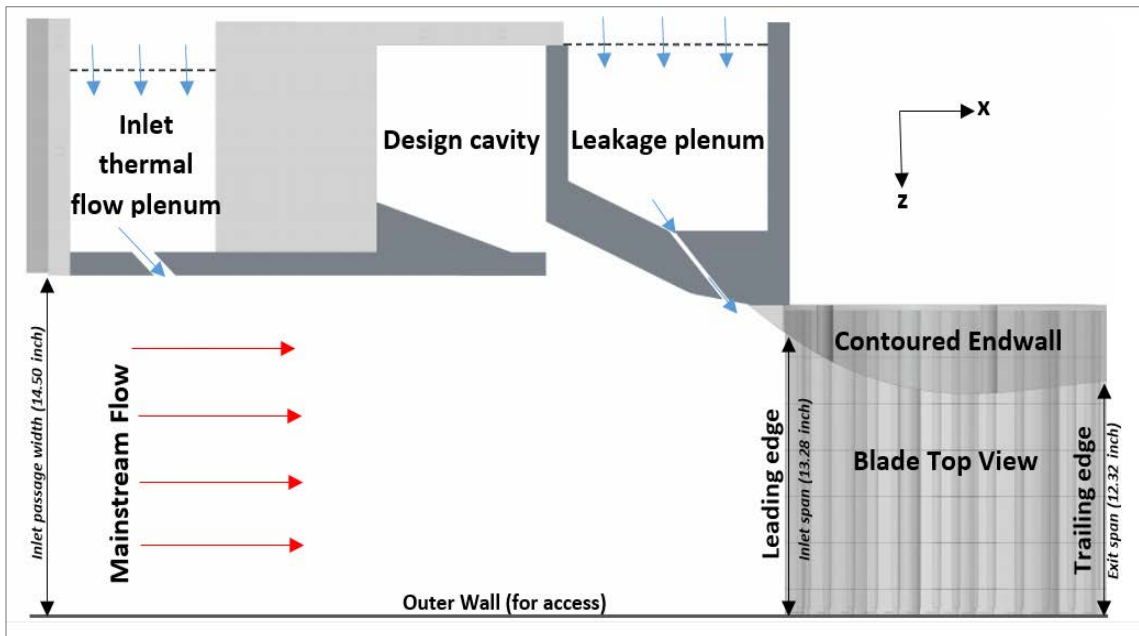 Inlet
thermal
flow plenum
Design cavity
Leakage plenum
x
z
Inlet passage width (14.50 inch)
Mainstream Flow
Contoured Endwall
Blade Top View
Leading edge
Inlet span (13.28 inch)
Trailing edge
Exit span (12.32 inch)
Outer Wall (for access)